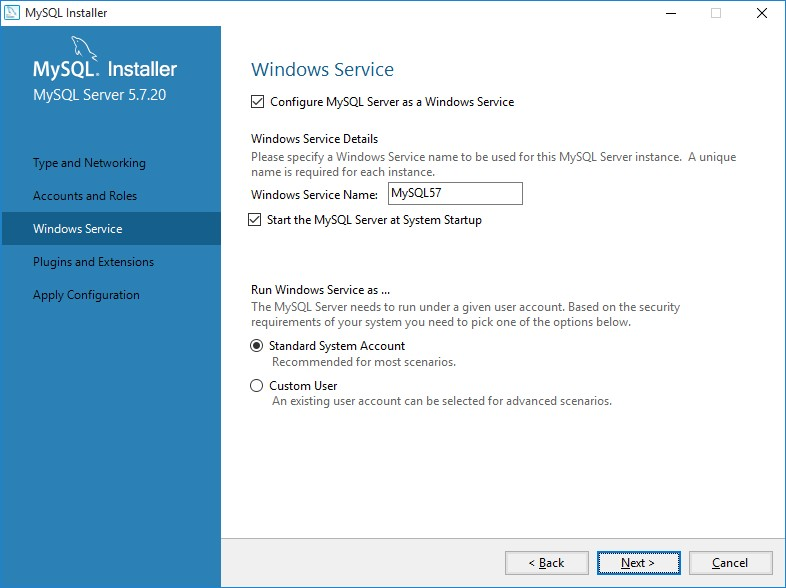 MySQL Installer
MySQL. Installer
MySQL Server 5.7.20
Type and Networking
Accounts and Roles
Windows Service
Plugins and Extensions
Apply Configuration
Windows Service
Configure MySQL Server as a Windows Service
Windows Service Details
Please specify a Windows Service name to be used for this MySQL Server instance.  A unique
name is required for each instance.
Windows Service Name: MySQL57
Start the MySQL Server at System Startup
Run Windows Service as ...
The MySQL Server needs to run under a given user account. Based on the security
requirements of your system you need to pick one of the options below.
Standard System Account
Recommended for most scenarios.
Custom User
An existing user account can be selected for advanced scenarios.
< Back Next > Cancel